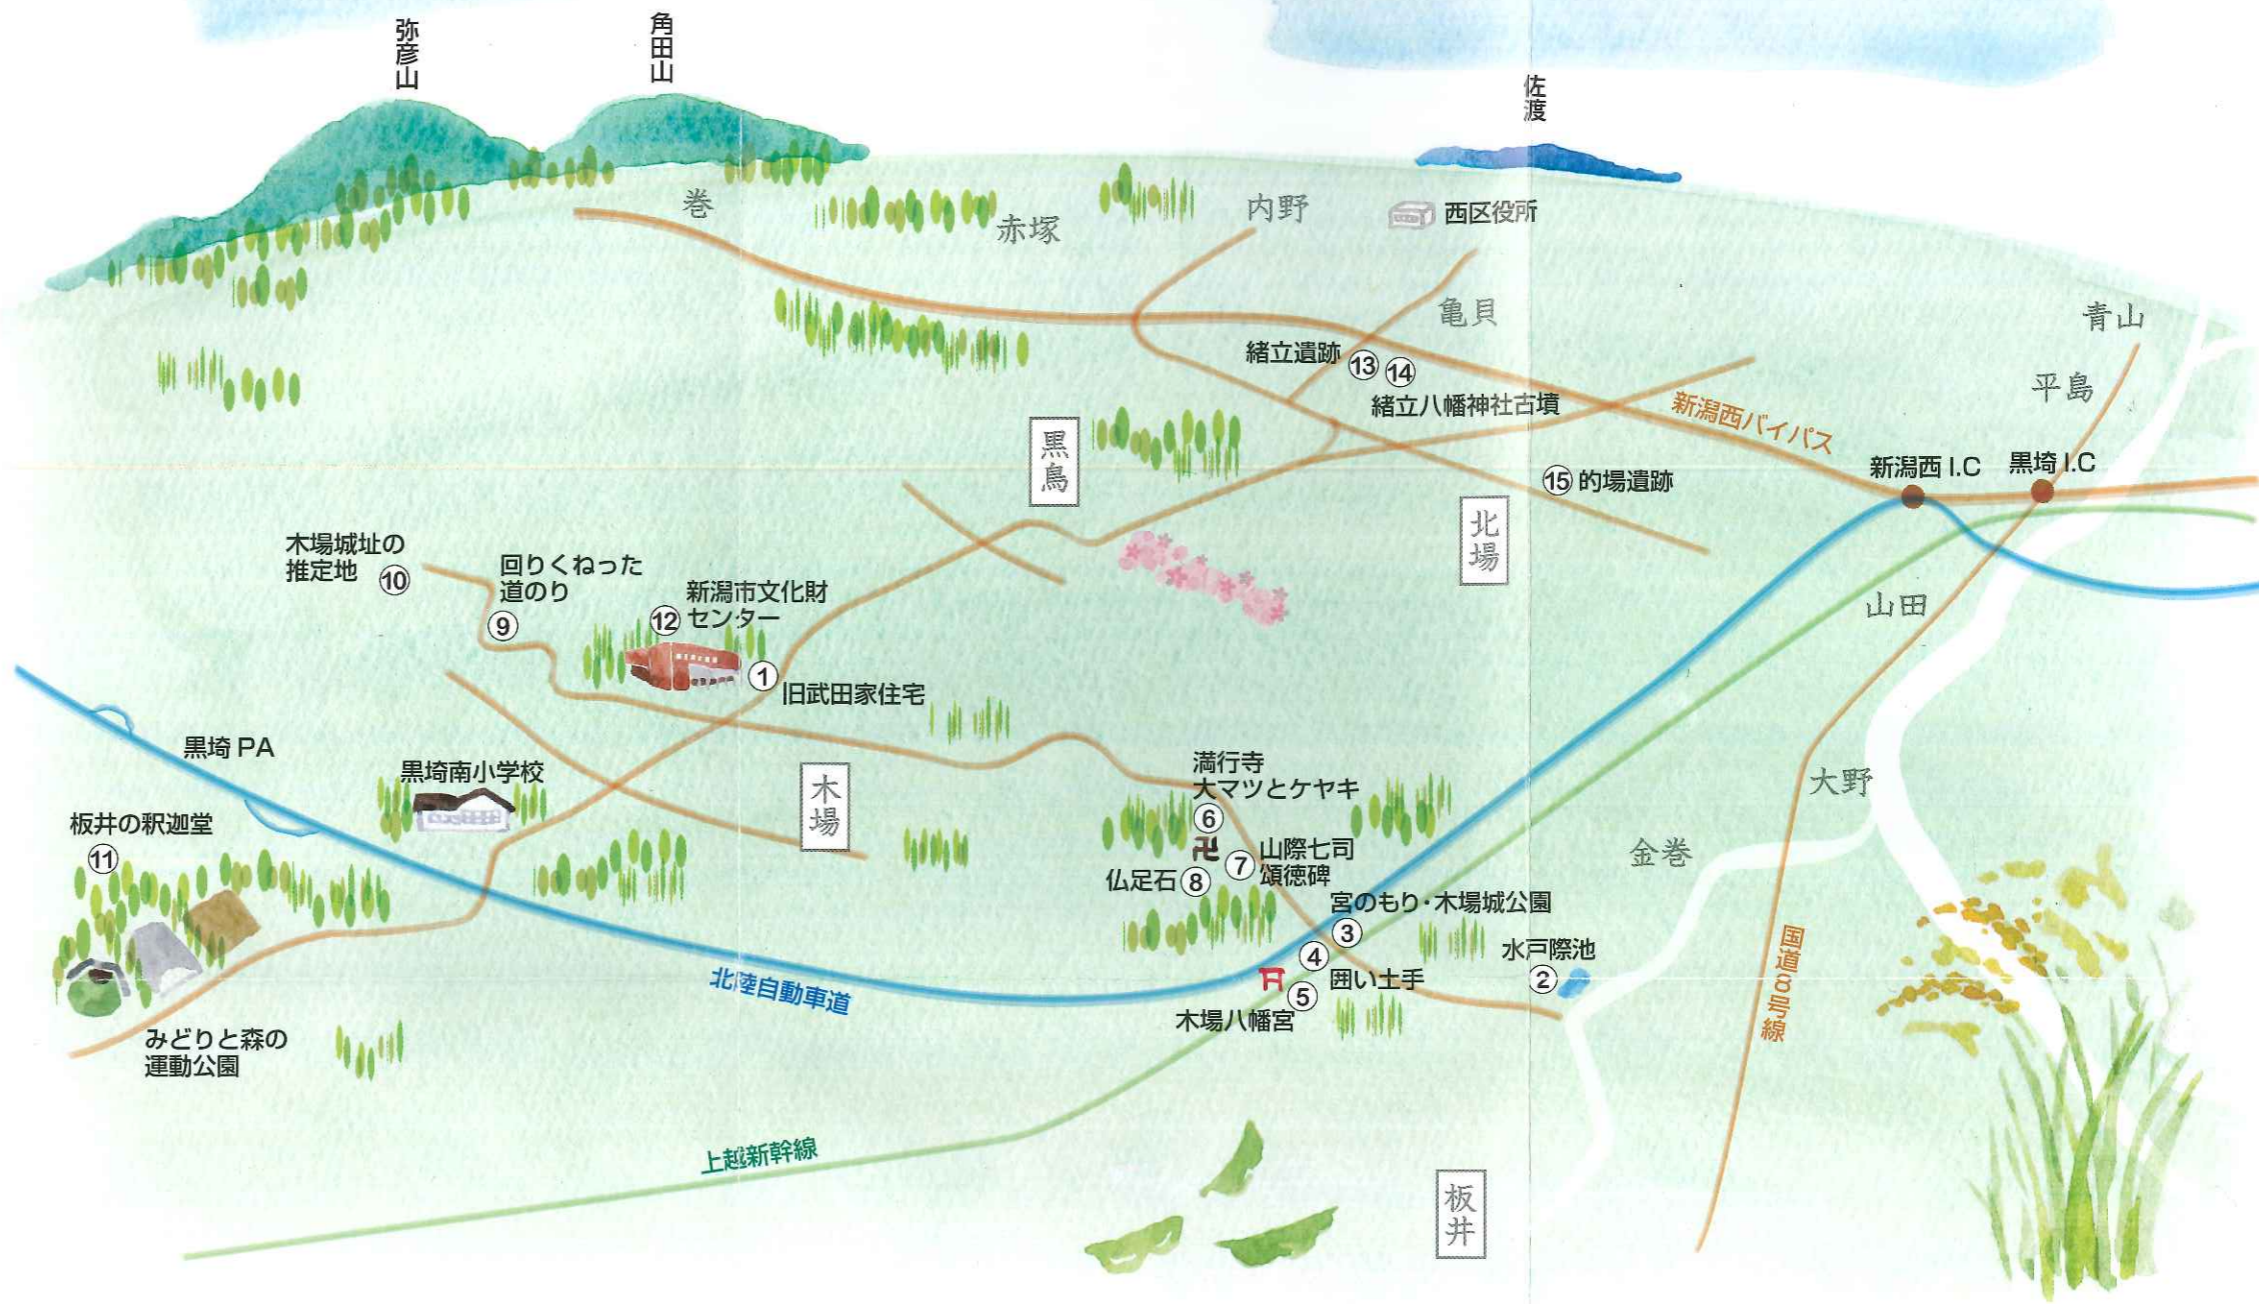 弥彦山
角田山
佐渡
巻
赤塚
内野
西区役所
亀貝
青山
平島
緒立遺跡
⑬
⑭
緒立八幡神社古墳
新潟西バイパス
黒鳥
新潟西 I.C
黒埼 I.C
⑮ 的場遺跡
北場
木場城址の
推定地 ⑩
回りくねった
道のり
⑨
新潟市文化財
⑫ センター
①
旧武田家住宅
山田
黒埼 PA
黒埼南小学校
木場
満行寺
大マツとケヤキ
⑥
卍
⑦ 山際七司
頌徳碑
仏足石 ⑧
大野
金巻
板井の釈迦堂
⑪
宮のもり・木場城公園
③
④
囲い土手
⑤
木場八幡宮
水戸際池
②
国道8号線
北陸自動車道
みどりと森の
運動公園
上越新幹線
板井